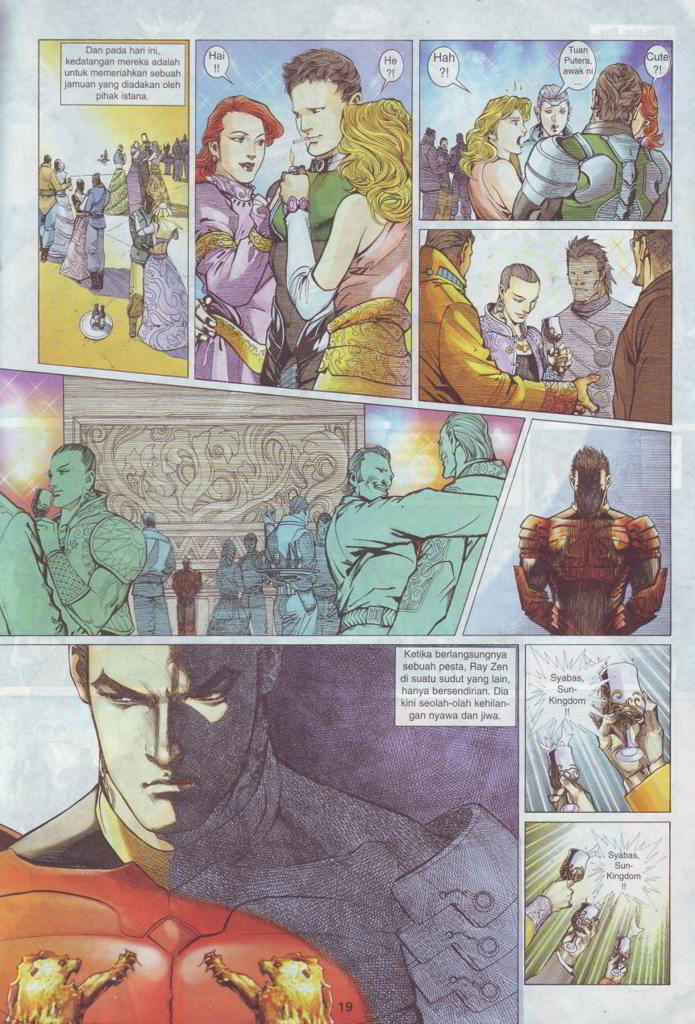 Dan pada hari ini,
kedatangan mereka adalah
untuk memeriahkan sebuah
jamuan yang diadakan oleh
pihak istana.
Hai
!!
He
?!
Hah
?!
Tuan
Putera,
awak ni
...
Cute
?!
Ketika berlangsungnya
sebuah pesta, Ray Zen
di suatu sudut yang lain,
hanya bersendirian. Dia
kini seolah-olah kehilan-
gan nyawa dan jiwa.
Syabas,
Sun-
Kingdom
!!
Syabas,
Sun-
Kingdom
!!
19